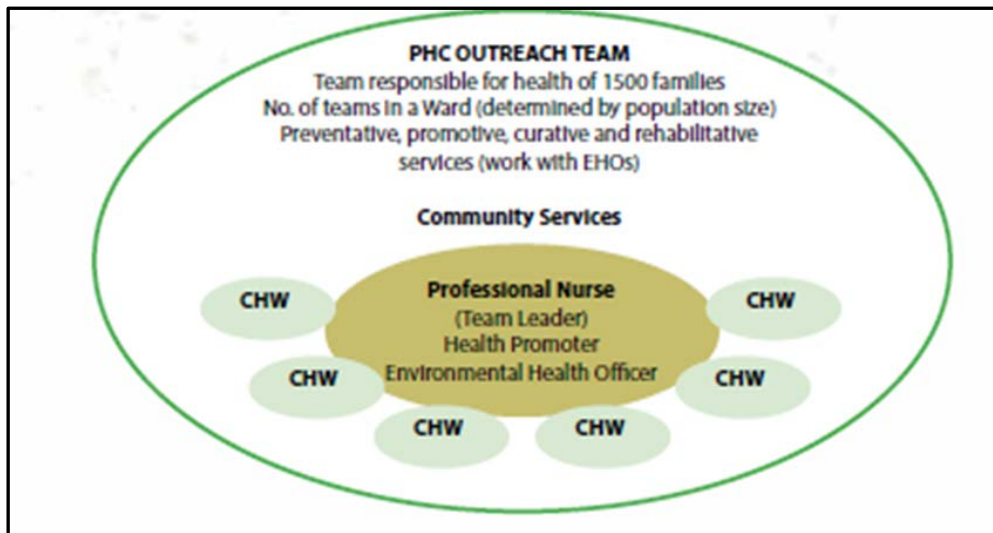 PHC OUTREACH TEAM
Team responsible for health of 1500 families
No. of teams in a Ward (determined by population size)
Preventative, promotive, curative and rehabilitative
services (work with EHOs)
Community Services
Professional Nurse
(Team Leader)
Health Promoter
Environmental Health Officer
CHW
CHW
CHW
CHW
CHW
CHW